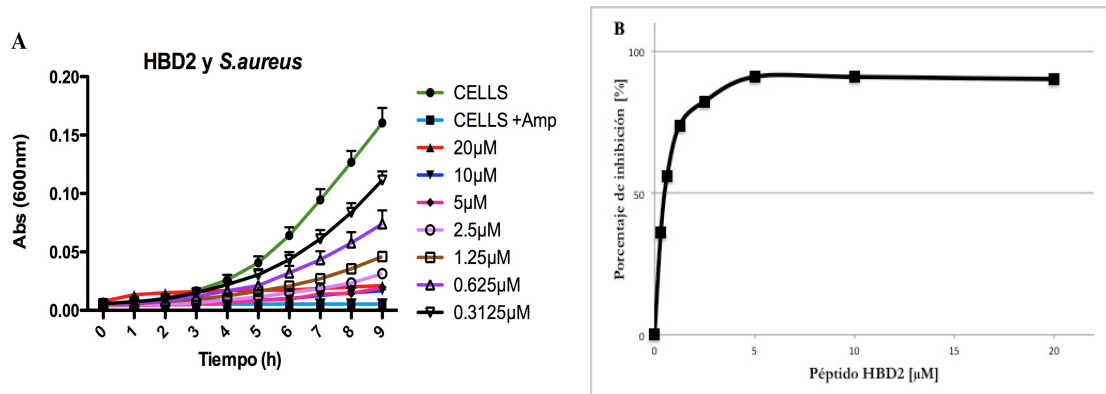 A
HBD2 y S.aureus
Abs (600nm)
0.20
0.15
0.10
0.05
0.00
0 1 2 3 4 5 6 7 8 9
Tiempo (h)
CELLS
CELLS +Amp
20µM
10µM
5µM
2.5µM
1.25µM
0.625µM
0.3125µM
B
Porcentaje de inhibición [%]
100
50
0
0 5 10 15 20
Péptido HBD2 [µM]